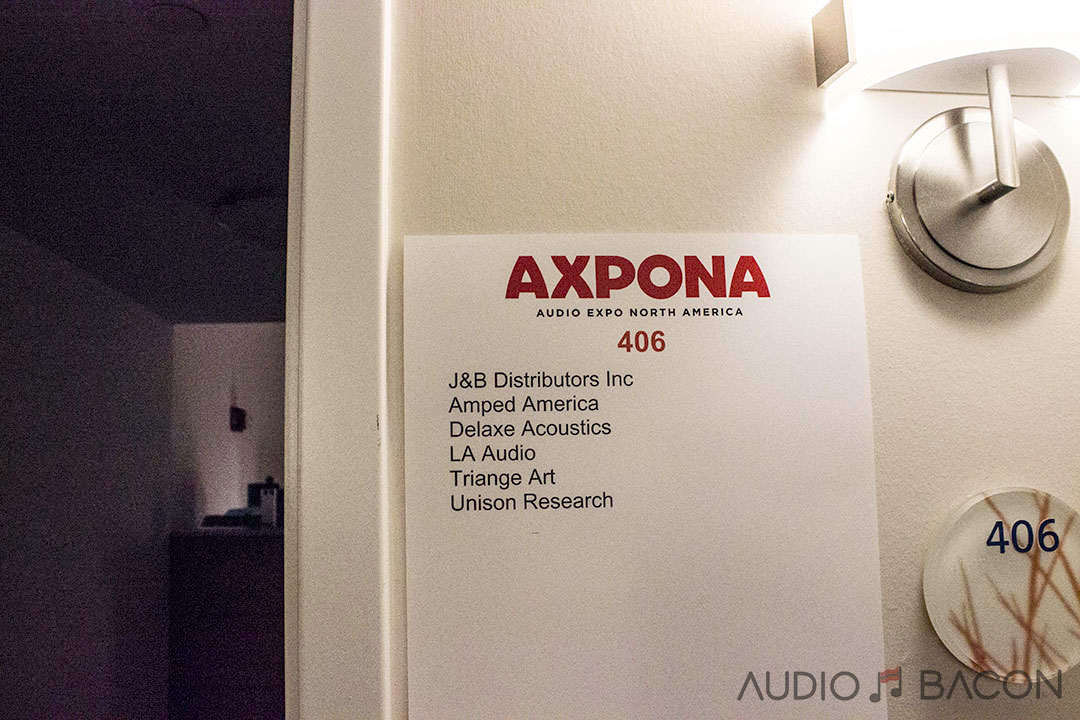 AXPONA
AUDIO EXPO NORTH AMERICA
406
J&B Distributors Inc
Amped America
Delaxe Acoustics
LA Audio
Triange Art
Unison Research
406
AUDIO BACON